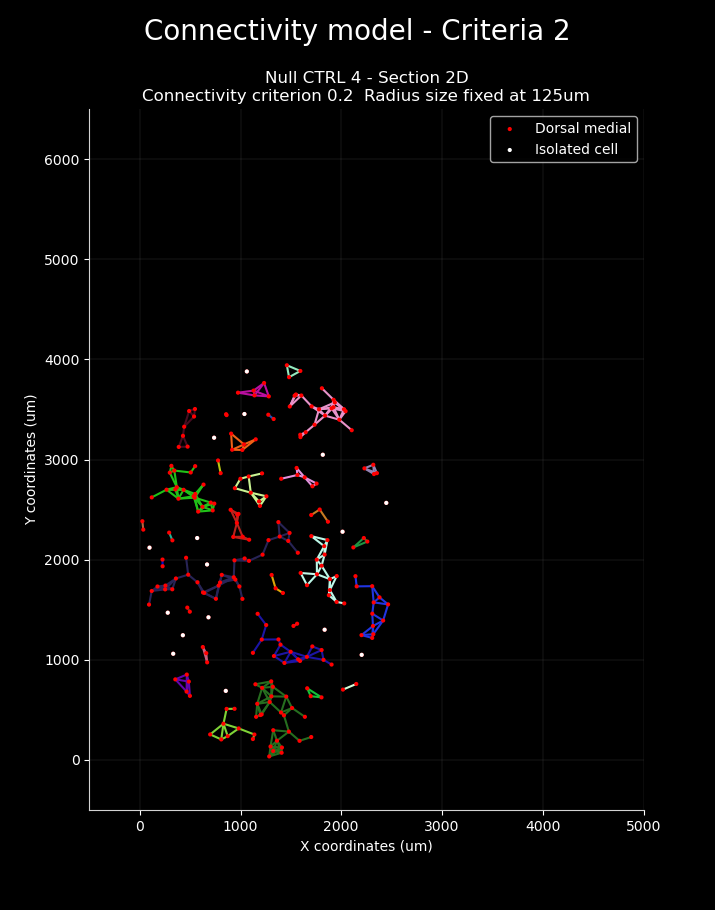 Connectivity model - Criteria 2
Null CTRL 4 - Section 2D
Connectivity criterion 0.2  Radius size fixed at 125um
Dorsal medial
Isolated cell
6000
5000
4000
3000
2000
1000
0
Y coordinates (um)
0 1000 2000 3000 4000 5000
X coordinates (um)